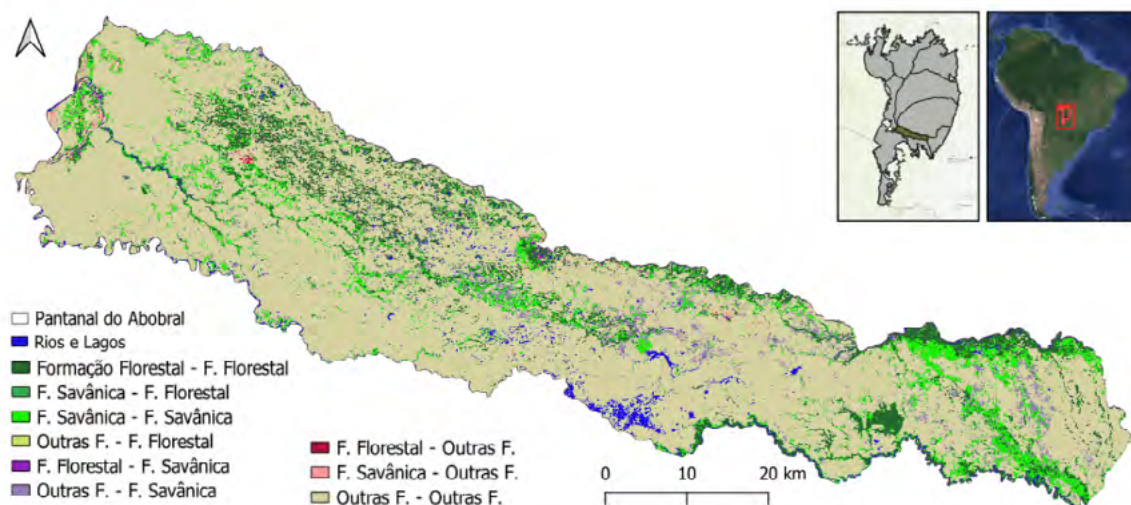 Pantanal do Abobral
Rios e Lagos
Formação Florestal - F. Florestal
F. Savânica - F. Florestal
F. Savânica - F. Savânica
Outras F. - F. Florestal
F. Florestal - F. Savânica
Outras F. - F. Savânica
F. Florestal - Outras F.
F. Savânica - Outras F.
Outras F. - Outras F.
0 10 20 km